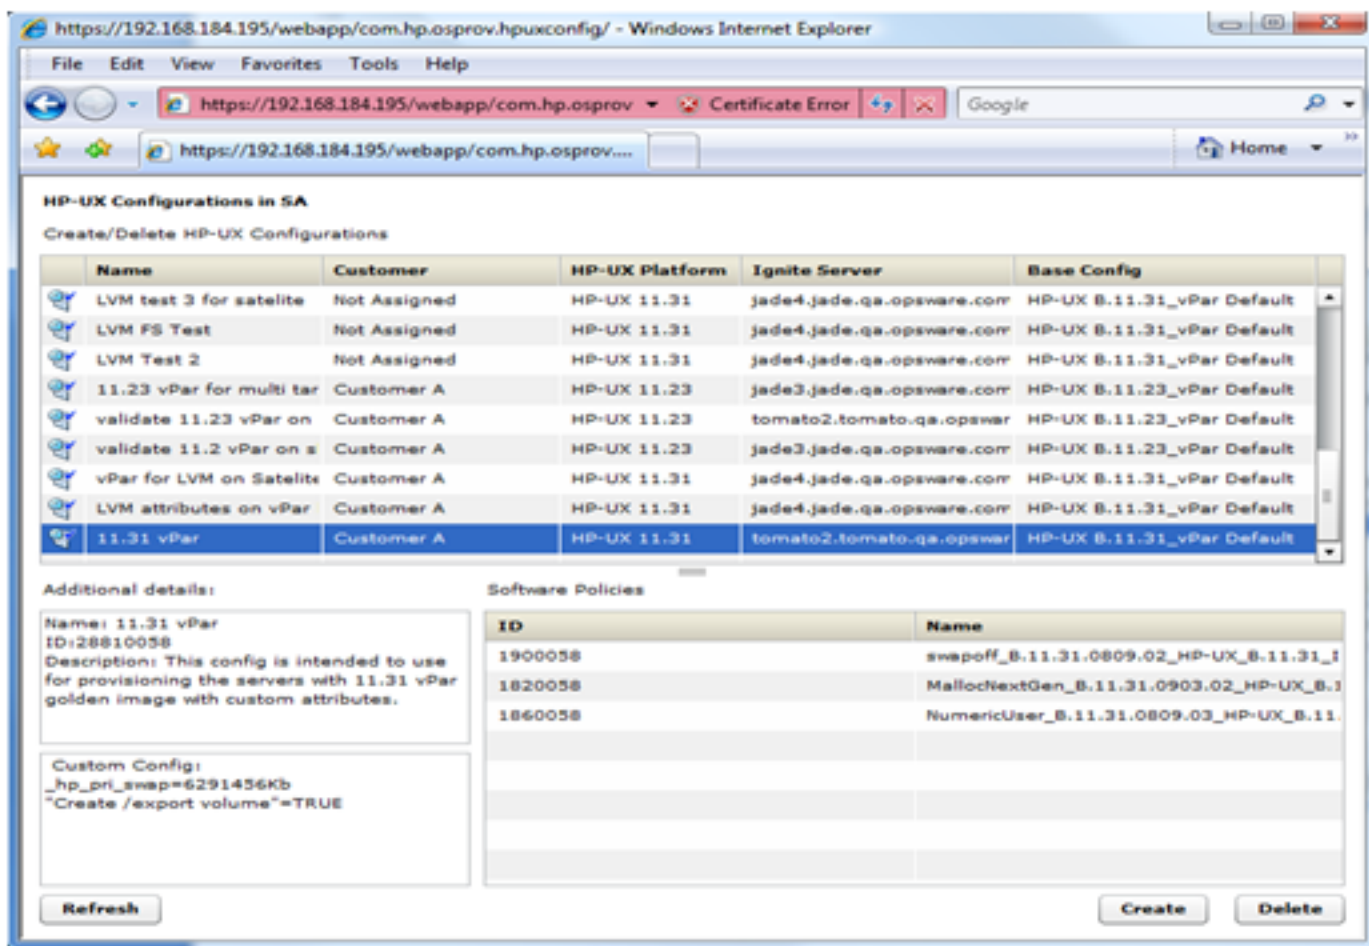 https://192.168.184.195/webapp/com.hp.osprov.hpuxconfig/ - Windows Internet Explorer
File Edit View Favorites Tools Help
https://192.168.184.195/webapp/com.hp.osprov Certificate Error Google
https://192.168.184.195/webapp/com.hp.osprov.... Home
HP-UX Configurations in SA
Create/Delete HP-UX Configurations
Name Customer HP-UX Platform Ignite Server Base Config
LVM test 3 for satelite Not Assigned HP-UX 11.31 jade4.jade.qa.opsware.com HP-UX B.11.31_vPar Default
LVM FS Test Not Assigned HP-UX 11.31 jade4.jade.qa.opsware.com HP-UX B.11.31_vPar Default
LVM Test 2 Not Assigned HP-UX 11.31 jade4.jade.qa.opsware.com HP-UX B.11.31_vPar Default
11.23 vPar for multi tar Customer A HP-UX 11.23 jade3.jade.qa.opsware.com HP-UX B.11.23_vPar Default
validate 11.23 vPar on Customer A HP-UX 11.23 tomato2.tomato.qa.opswar HP-UX B.11.23_vPar Default
validate 11.2 vPar on s Customer A HP-UX 11.23 jade3.jade.qa.opsware.com HP-UX B.11.23_vPar Default
vPar for LVM on Satelite Customer A HP-UX 11.31 jade4.jade.qa.opsware.com HP-UX B.11.31_vPar Default
LVM attributes on vPar Customer A HP-UX 11.31 jade4.jade.qa.opsware.com HP-UX B.11.31_vPar Default
11.31 vPar Customer A HP-UX 11.31 tomato2.tomato.qa.opswar HP-UX B.11.31_vPar Default
Additional details:
Name: 11.31 vPar
ID:28810058
Description: This config is intended to use
for provisioning the servers with 11.31 vPar
golden image with custom attributes.
Custom Config:
_hp_pri_swap=6291456Kb
"Create /export volume"=TRUE
Software Policies
ID Name
1900058 swapoff_B.11.31.0809.02_HP-UX_B.11.31_I
1820058 MallocNextGen_B.11.31.0903.02_HP-UX_B.1
1860058 NumericUser_B.11.31.0809.03_HP-UX_B.11.
Refresh Create Delete